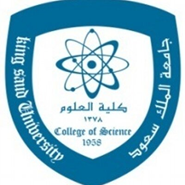 جامعة الملك سعود
king saud University
كلية العلوم
١٣٧٨
College of Science
1958